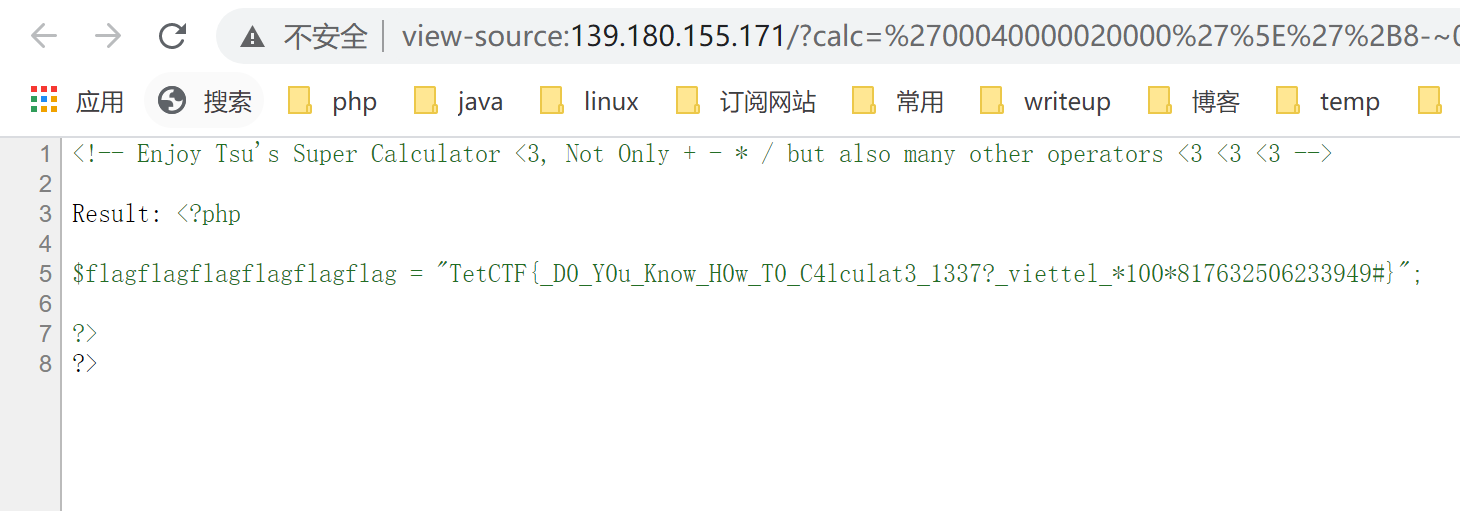 不安全 view-source:139.180.155.171/?calc=%2700040000020000%27%5E%27%2B8-~0
应用 搜索 php java linux 订阅网站 常用 writeup 博客 temp
1 <!-- Enjoy Tsu's Super Calculator <3, Not Only + - * / but also many other operators <3 <3 <3 -->
2
3 Result: <?php
4
5 $flagflagflagflagflagflag = "TetCTF{_D0_Y0u_Know_H0w_T0_C4lculat3_1337?_viettel_*100*817632506233949#}";
6
7 ?>
8 ?>